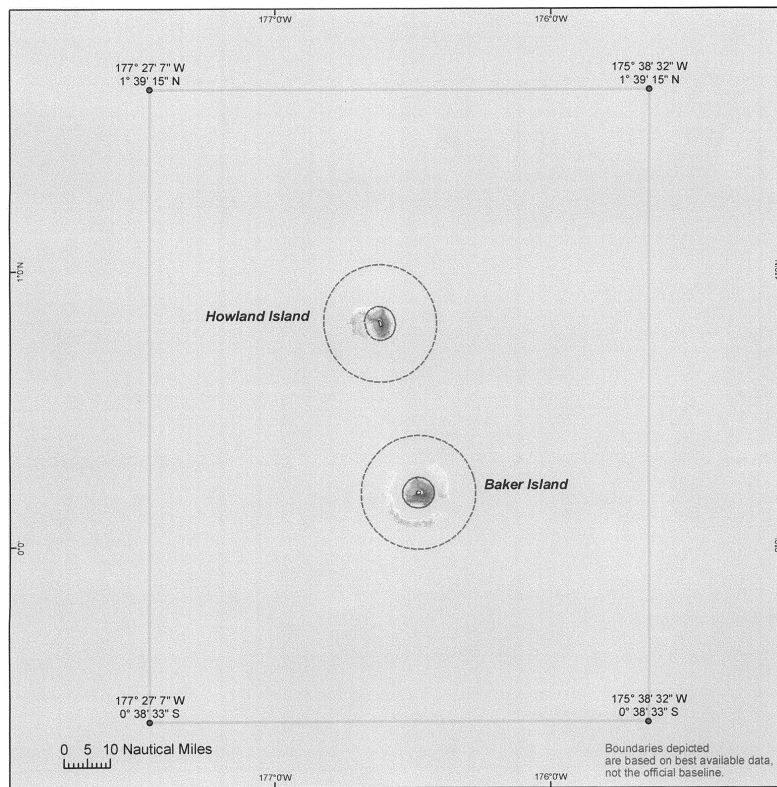 177°0'W 176°0'W
177° 27' 7" W
1° 39' 15" N
175° 38' 32" W
1° 39' 15" N
1°0'N
Howland Island
Baker Island
0°0'
177° 27' 7" W
0° 38' 33" S
175° 38' 32" W
0° 38' 33" S
0 5 10 Nautical Miles
Boundaries depicted
are based on best available data,
not the official baseline.
177°0'W 176°0'W